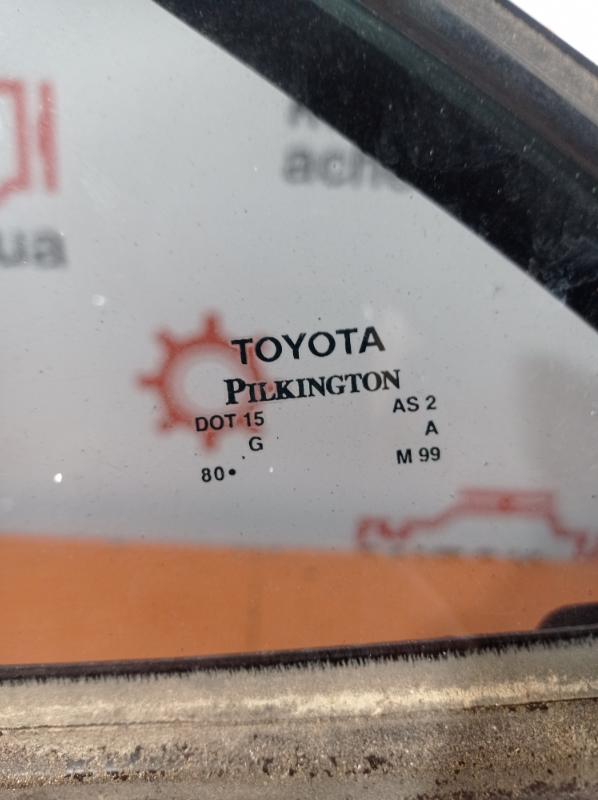 ua
TOYOTA
PILKINGTON
DOT 15 AS 2
G A
80• M 99